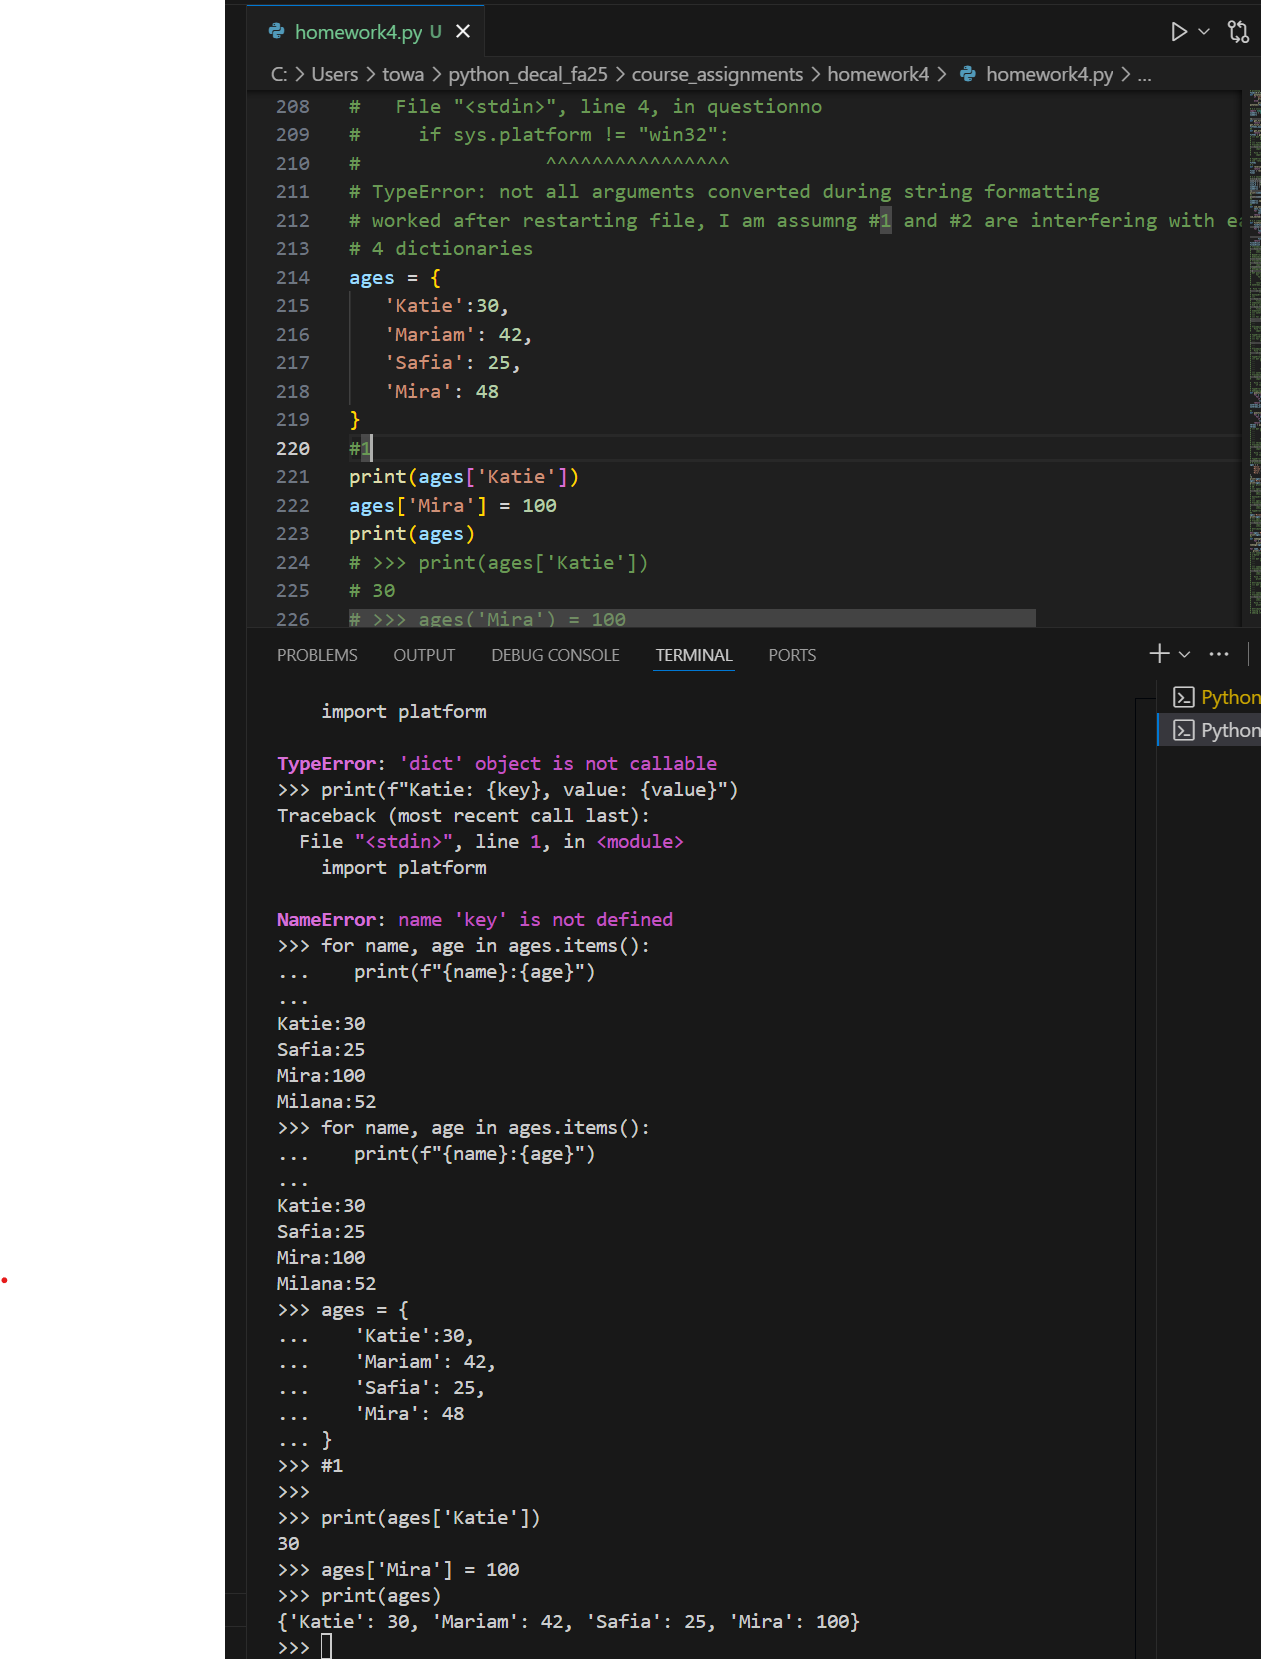 homework4.py U
C: > Users > towa > python_decal_fa25 > course_assignments > homework4 > homework4.py > ...
208 #   File "<stdin>", line 4, in questionno
209 #     if sys.platform != "win32":
210 #                ^^^^^^^^^^^^^^^^
211 # TypeError: not all arguments converted during string formatting
212 # worked after restarting file, I am assumng #1 and #2 are interfering with
213 # 4 dictionaries
214 ages = {
215    'Katie':30,
216    'Mariam': 42,
217    'Safia': 25,
218    'Mira': 48
219 }
220 #1
221 print(ages['Katie'])
222 ages['Mira'] = 100
223 print(ages)
224 # >>> print(ages['Katie'])
225 # 30
226 # >>> ages('Mira') = 100
PROBLEMS OUTPUT DEBUG CONSOLE TERMINAL PORTS
Python
Python
    import platform
TypeError: 'dict' object is not callable
>>> print(f"Katie: {key}, value: {value}")
Traceback (most recent call last):
  File "<stdin>", line 1, in <module>
    import platform
NameError: name 'key' is not defined
>>> for name, age in ages.items():
...    print(f"{name}:{age}")
...
Katie:30
Safia:25
Mira:100
Milana:52
>>> for name, age in ages.items():
...    print(f"{name}:{age}")
...
Katie:30
Safia:25
Mira:100
Milana:52
>>> ages = {
...    'Katie':30,
...    'Mariam': 42,
...    'Safia': 25,
...    'Mira': 48
... }
>>> #1
>>>
>>> print(ages['Katie'])
30
>>> ages['Mira'] = 100
>>> print(ages)
{'Katie': 30, 'Mariam': 42, 'Safia': 25, 'Mira': 100}
>>>